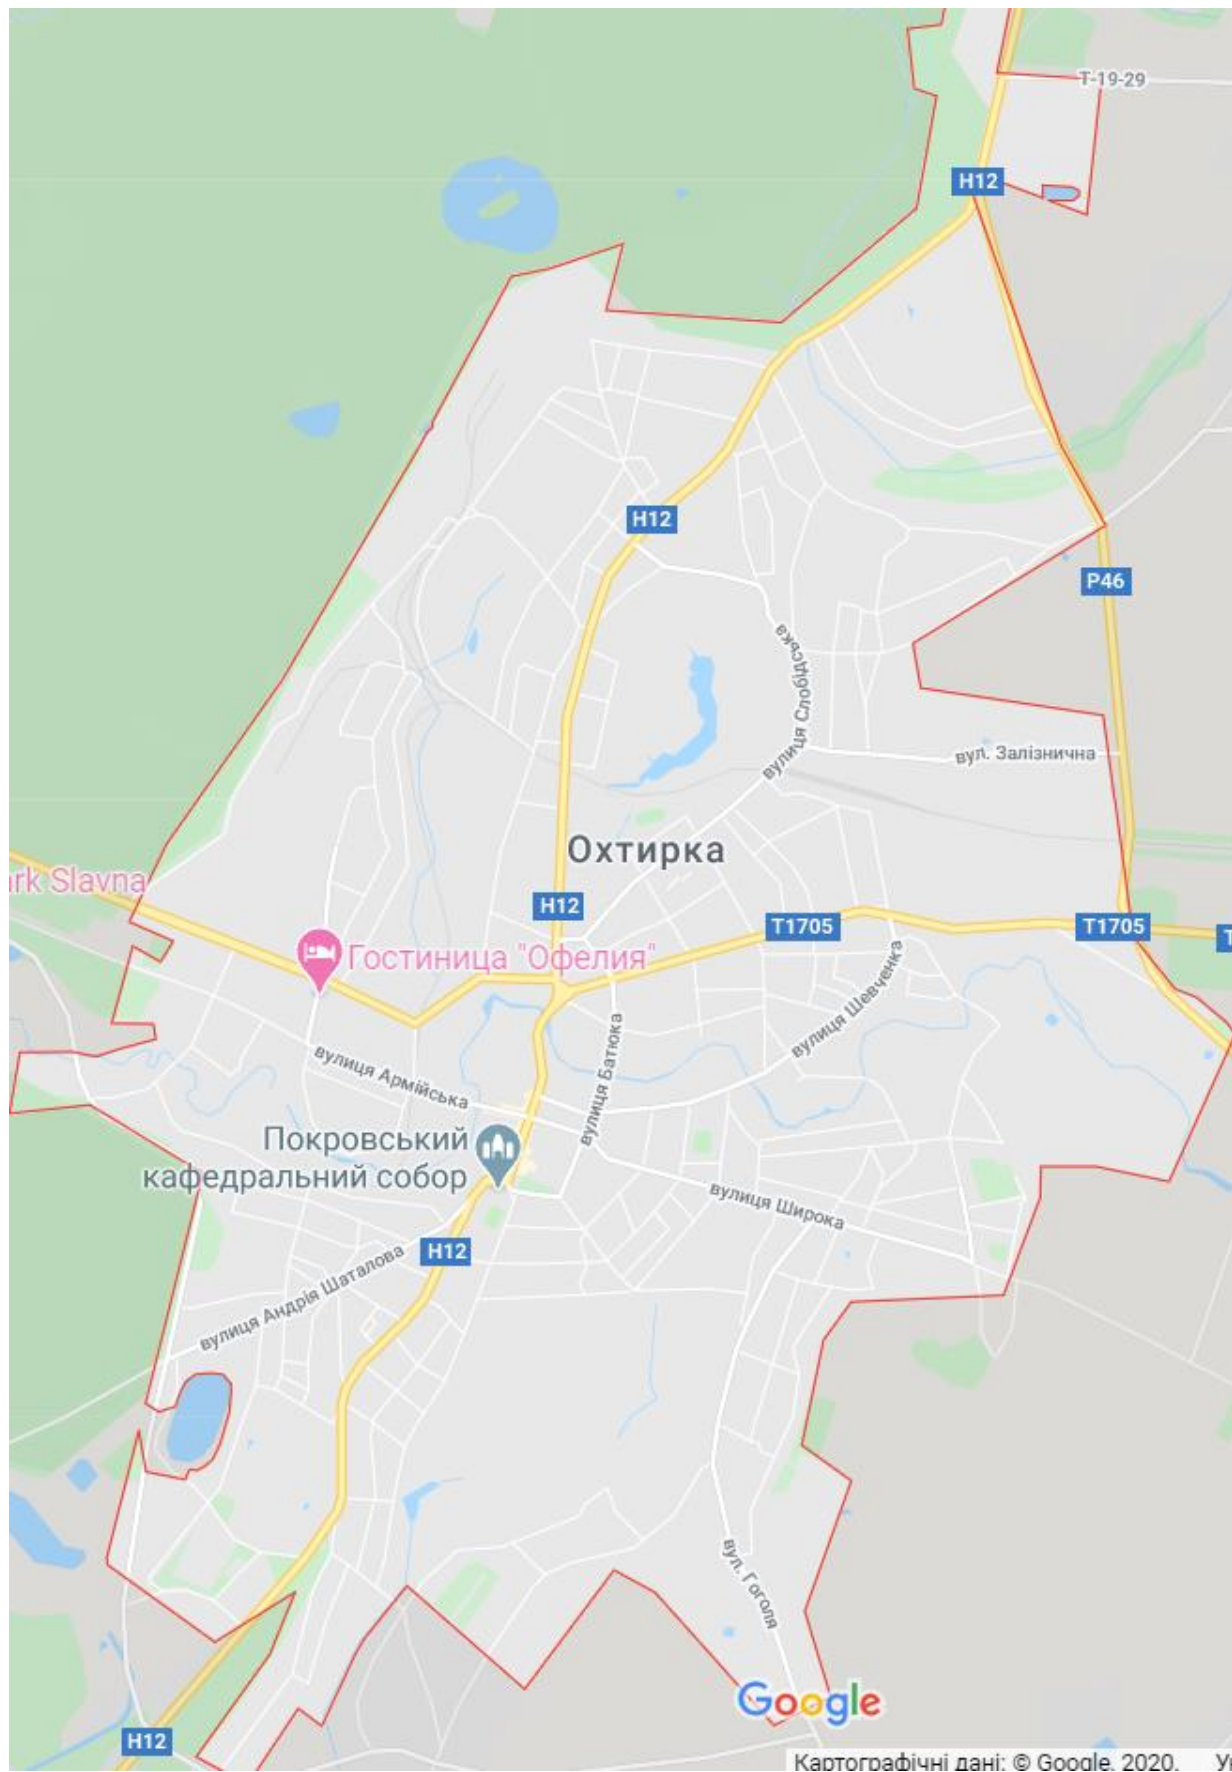 T-19-29
H12
H12
P46
вулиця Слобідська
вул. Залізнична
Охтирка
rk Slavna
H12
T1705
T1705
T
Гостиница "Офелия"
вулиця Шевченка
вулиця Батюка
вулиця Армійська
Покровський
кафедральний собор
вулиця Широка
H12
вулиця Андрія Шаталова
вул. Гоголя
Google
H12
Картографічні дані: © Google, 2020.